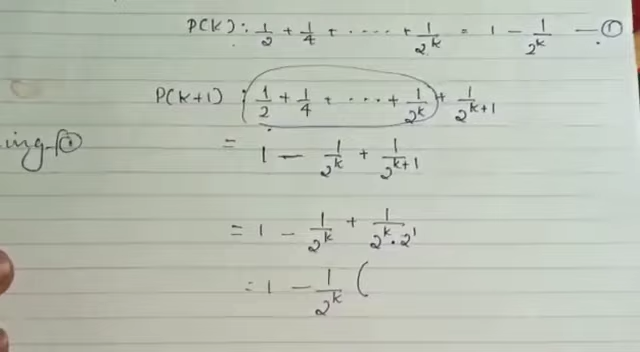 P(k) : 1/2 + 1/4 + ..... + 1/2^k = 1 - 1/2^k — ①
P(k+1) : 1/2 + 1/4 + ... + 1/2^k + 1/2^(k+1)
ing ①
= 1 - 1/2^k + 1/2^(k+1)
= 1 - 1/2^k + 1/2^k · 2^1
= 1 - 1/2^k (